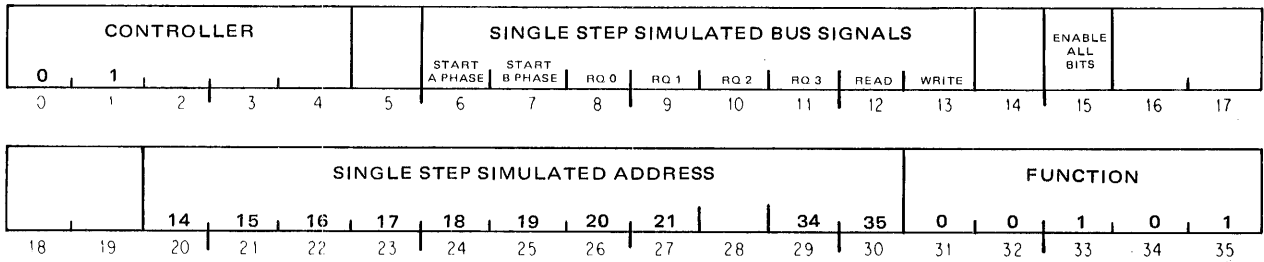 CONTROLLER SINGLE STEP SIMULATED BUS SIGNALS ENABLE ALL BITS
START A PHASE START B PHASE RQ 0 RQ 1 RQ 2 RQ 3 READ WRITE
0 1
0 1 2 3 4 5 6 7 8 9 10 11 12 13 14 15 16 17
SINGLE STEP SIMULATED ADDRESS FUNCTION
14 15 16 17 18 19 20 21 34 35 0 0 1 0 1
18 19 20 21 22 23 24 25 26 27 28 29 30 31 32 33 34 35